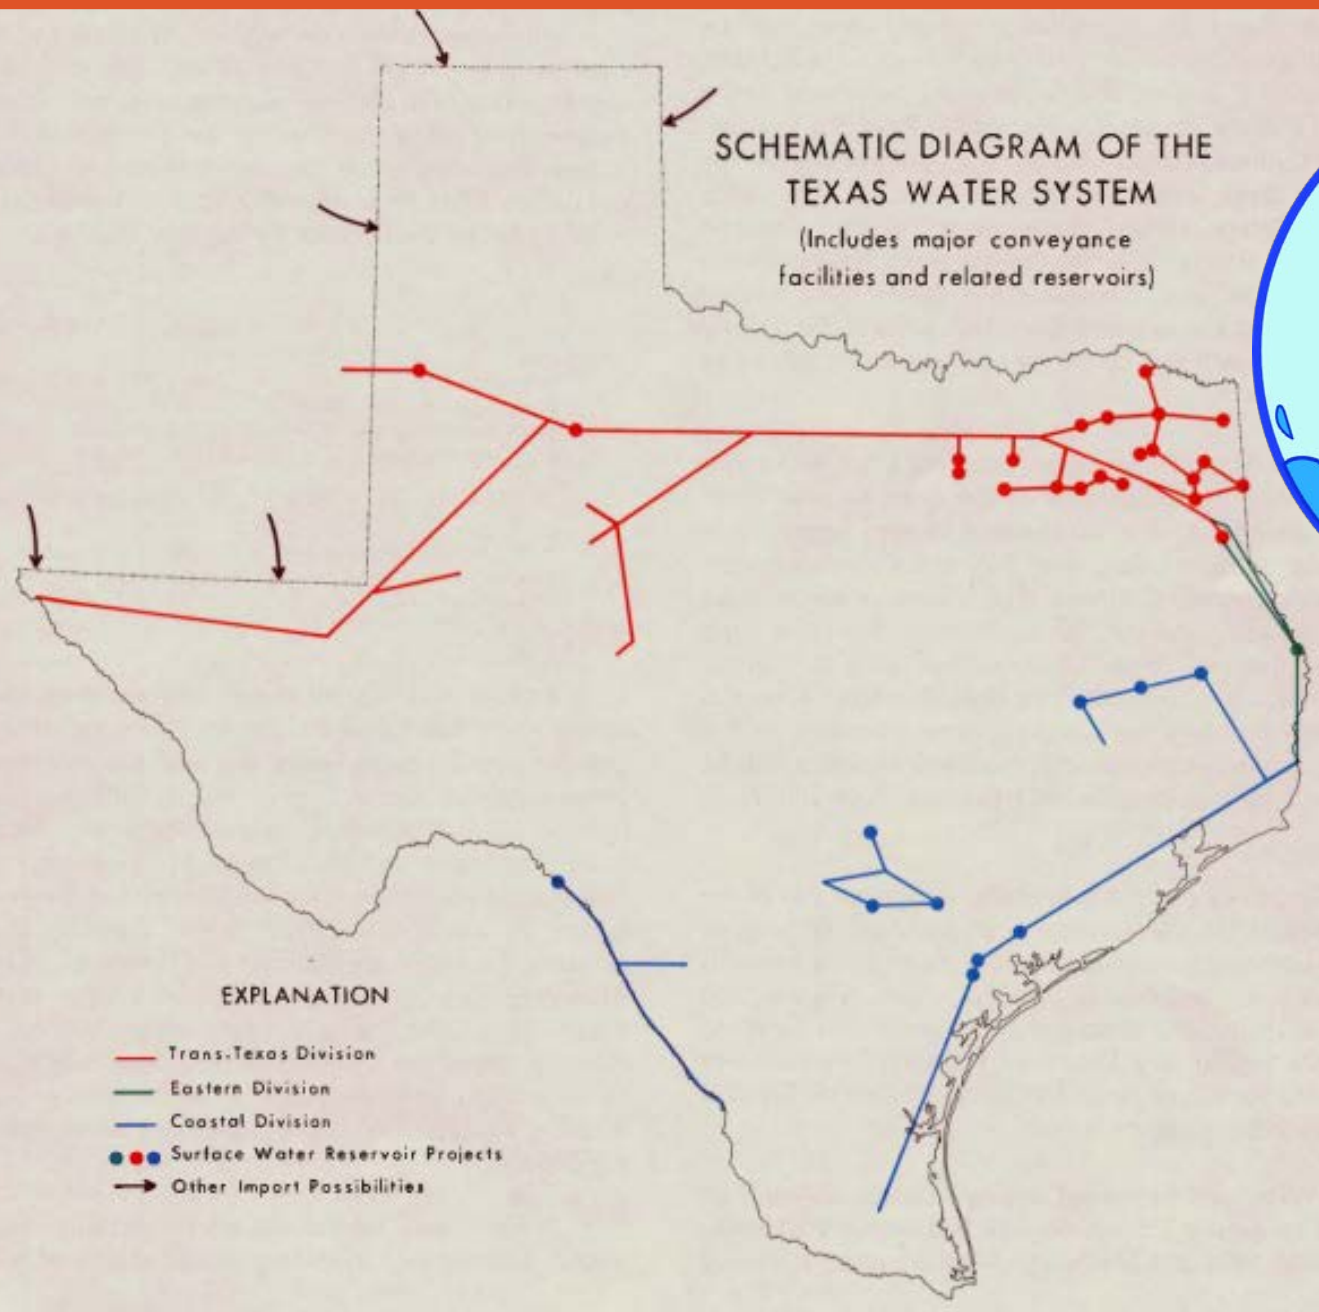 SCHEMATIC DIAGRAM OF THE
TEXAS WATER SYSTEM
(Includes major conveyance
facilities and related reservoirs)
EXPLANATION
Trans-Texas Division
Eastern Division
Coastal Division
Surface Water Reservoir Projects
Other Import Possibilities